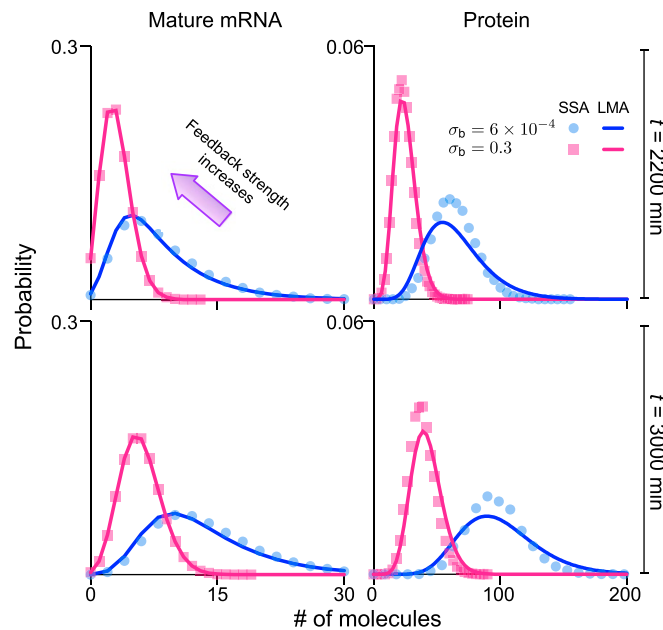 Mature mRNA
Protein
0.3
0.06
SSA LMA
σb = 6 × 10−4
σb = 0.3
Feedback strength
increases
t = 2200 min
Probability
0.3
0.06
t = 3000 min
0
15
30
0
100
200
# of molecules